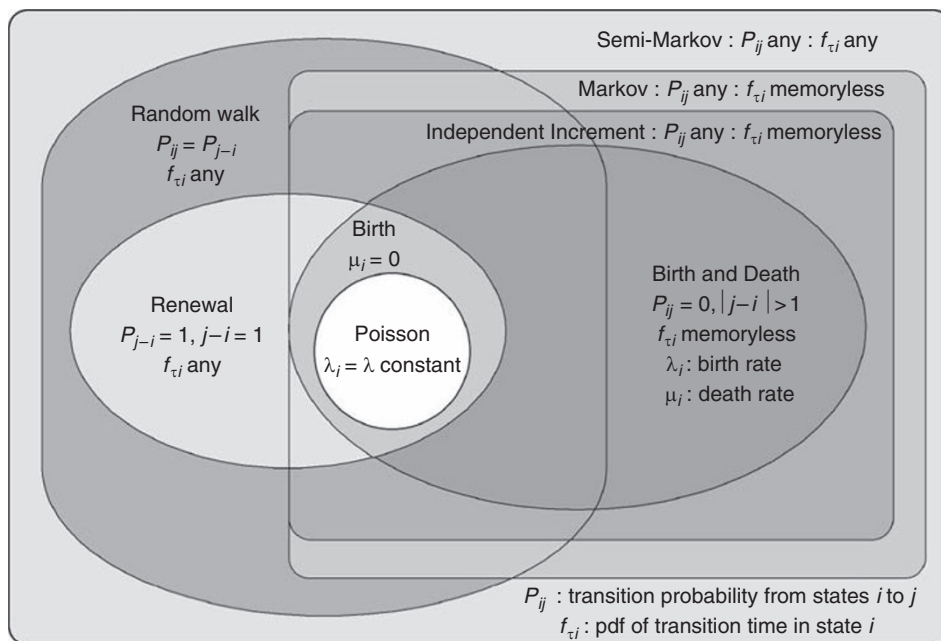 Semi-Markov : P_ij any : f_τi any
Markov : P_ij any : f_τi memoryless
Independent Increment : P_ij any : f_τi memoryless
Random walk
P_ij = P_j–i
f_τi any
Birth
μ_i = 0
Renewal
P_j–i = 1, j–i = 1
f_τi any
Poisson
λ_i = λ constant
Birth and Death
P_ij = 0, |j–i| > 1
f_τi memoryless
λ_i : birth rate
μ_i : death rate
P_ij : transition probability from states i to j
f_τi : pdf of transition time in state i